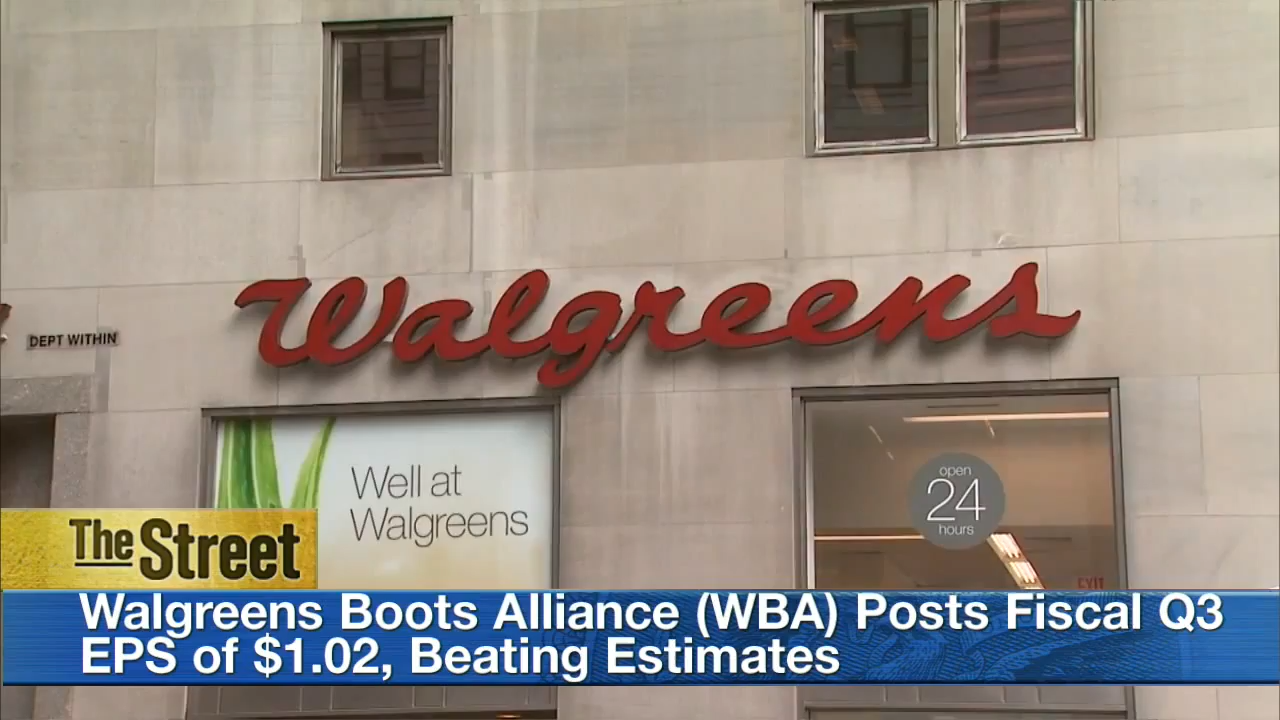 Walgreens
DEPT WITHIN
Well at
Walgreens
open
24
hours
EXIT
The Street
Walgreens Boots Alliance (WBA) Posts Fiscal Q3
EPS of $1.02, Beating Estimates